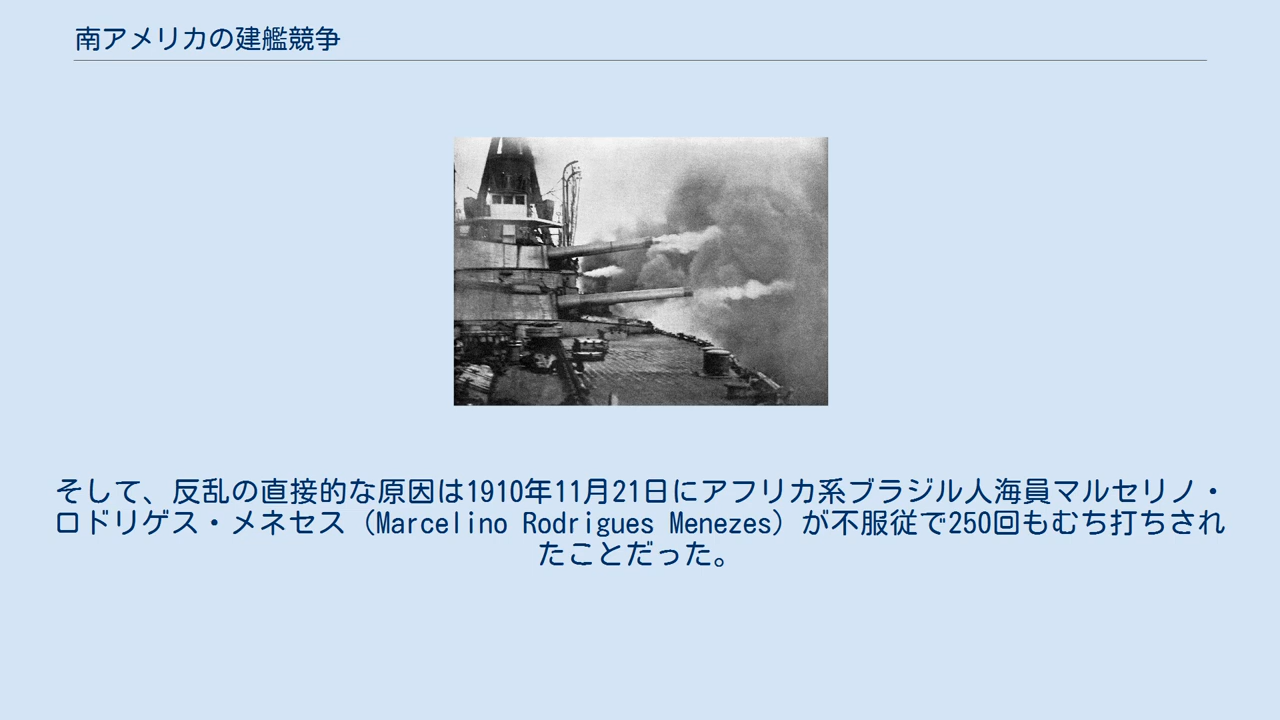 南アメリカの建艦競争
そして、反乱の直接的な原因は1910年11月21日にアフリカ系ブラジル人海員マルセリノ・
ロドリゲス・メネセス（Marcelino Rodrigues Menezes）が不服従で250回もむち打ちされ
たことだった。